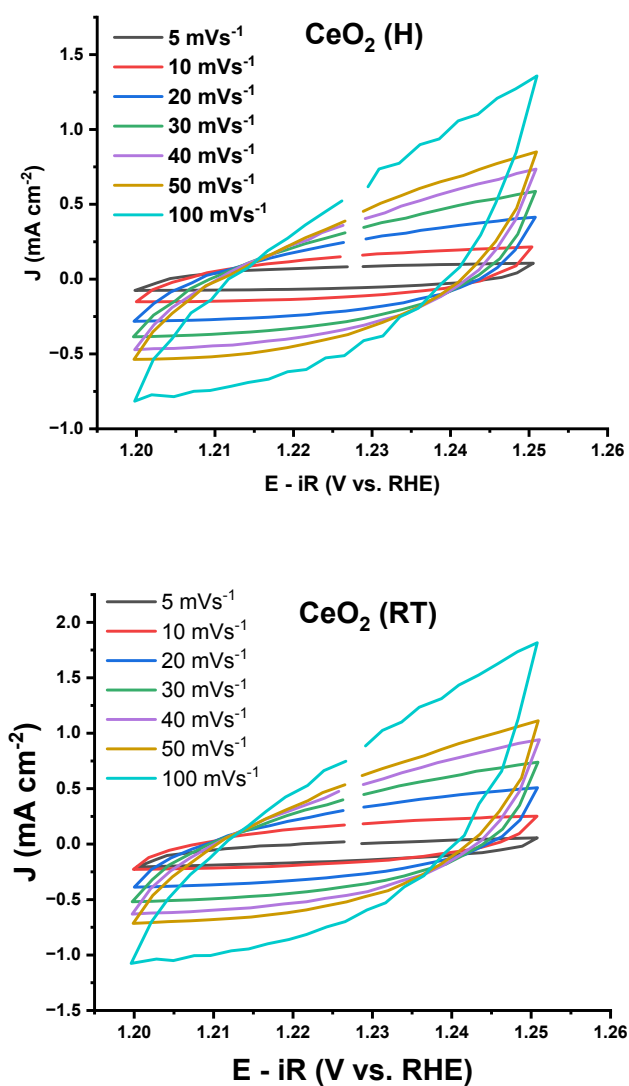 CeO₂ (H)
5 mVs⁻¹
10 mVs⁻¹
20 mVs⁻¹
30 mVs⁻¹
40 mVs⁻¹
50 mVs⁻¹
100 mVs⁻¹
J (mA cm⁻²)
1.5
1.0
0.5
0.0
−0.5
−1.0
1.20 1.21 1.22 1.23 1.24 1.25 1.26
E - iR (V vs. RHE)
CeO₂ (RT)
5 mVs⁻¹
10 mVs⁻¹
20 mVs⁻¹
30 mVs⁻¹
40 mVs⁻¹
50 mVs⁻¹
100 mVs⁻¹
J (mA cm⁻²)
2.0
1.5
1.0
0.5
0.0
−0.5
−1.0
−1.5
1.20 1.21 1.22 1.23 1.24 1.25 1.26
E - iR (V vs. RHE)